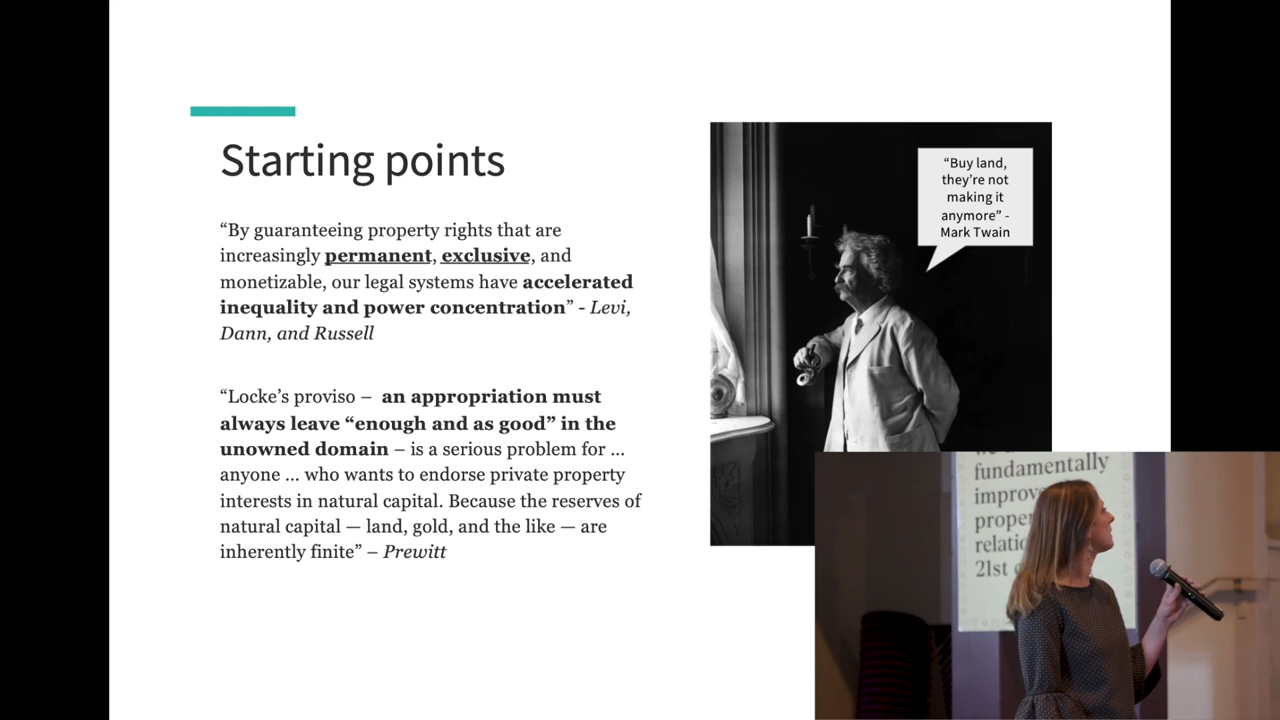 Starting points
“By guaranteeing property rights that are
increasingly permanent, exclusive, and
monetizable, our legal systems have accelerated
inequality and power concentration” - Levi,
Dann, and Russell
“Locke’s proviso – an appropriation must
always leave “enough and as good” in the
unowned domain – is a serious problem for ...
anyone ... who wants to endorse private property
interests in natural capital. Because the reserves of
natural capital — land, gold, and the like — are
inherently finite” – Prewitt
“Buy land,
they’re not
making it
anymore” -
Mark Twain
fundamentally
21st